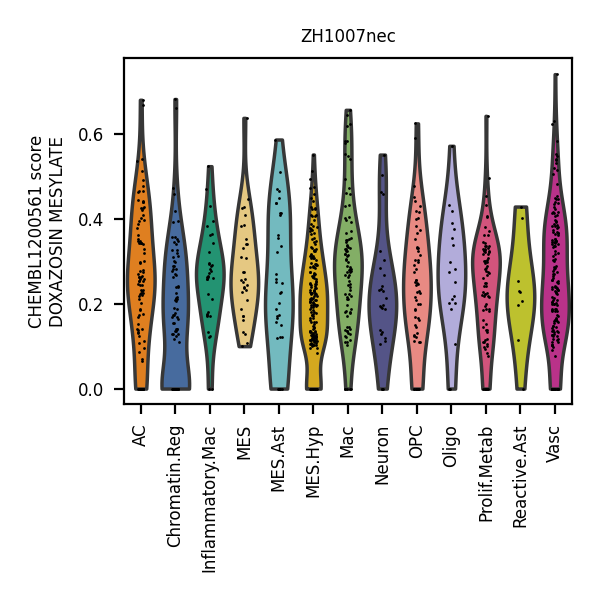 ZH1007nec
CHEMBL1200561 score
DOXAZOSIN MESYLATE
0.6
0.4
0.2
0.0
AC
Chromatin.Reg
Inflammatory.Mac
MES
MES.Ast
MES.Hyp
Mac
Neuron
OPC
Oligo
Prolif.Metab
Reactive.Ast
Vasc